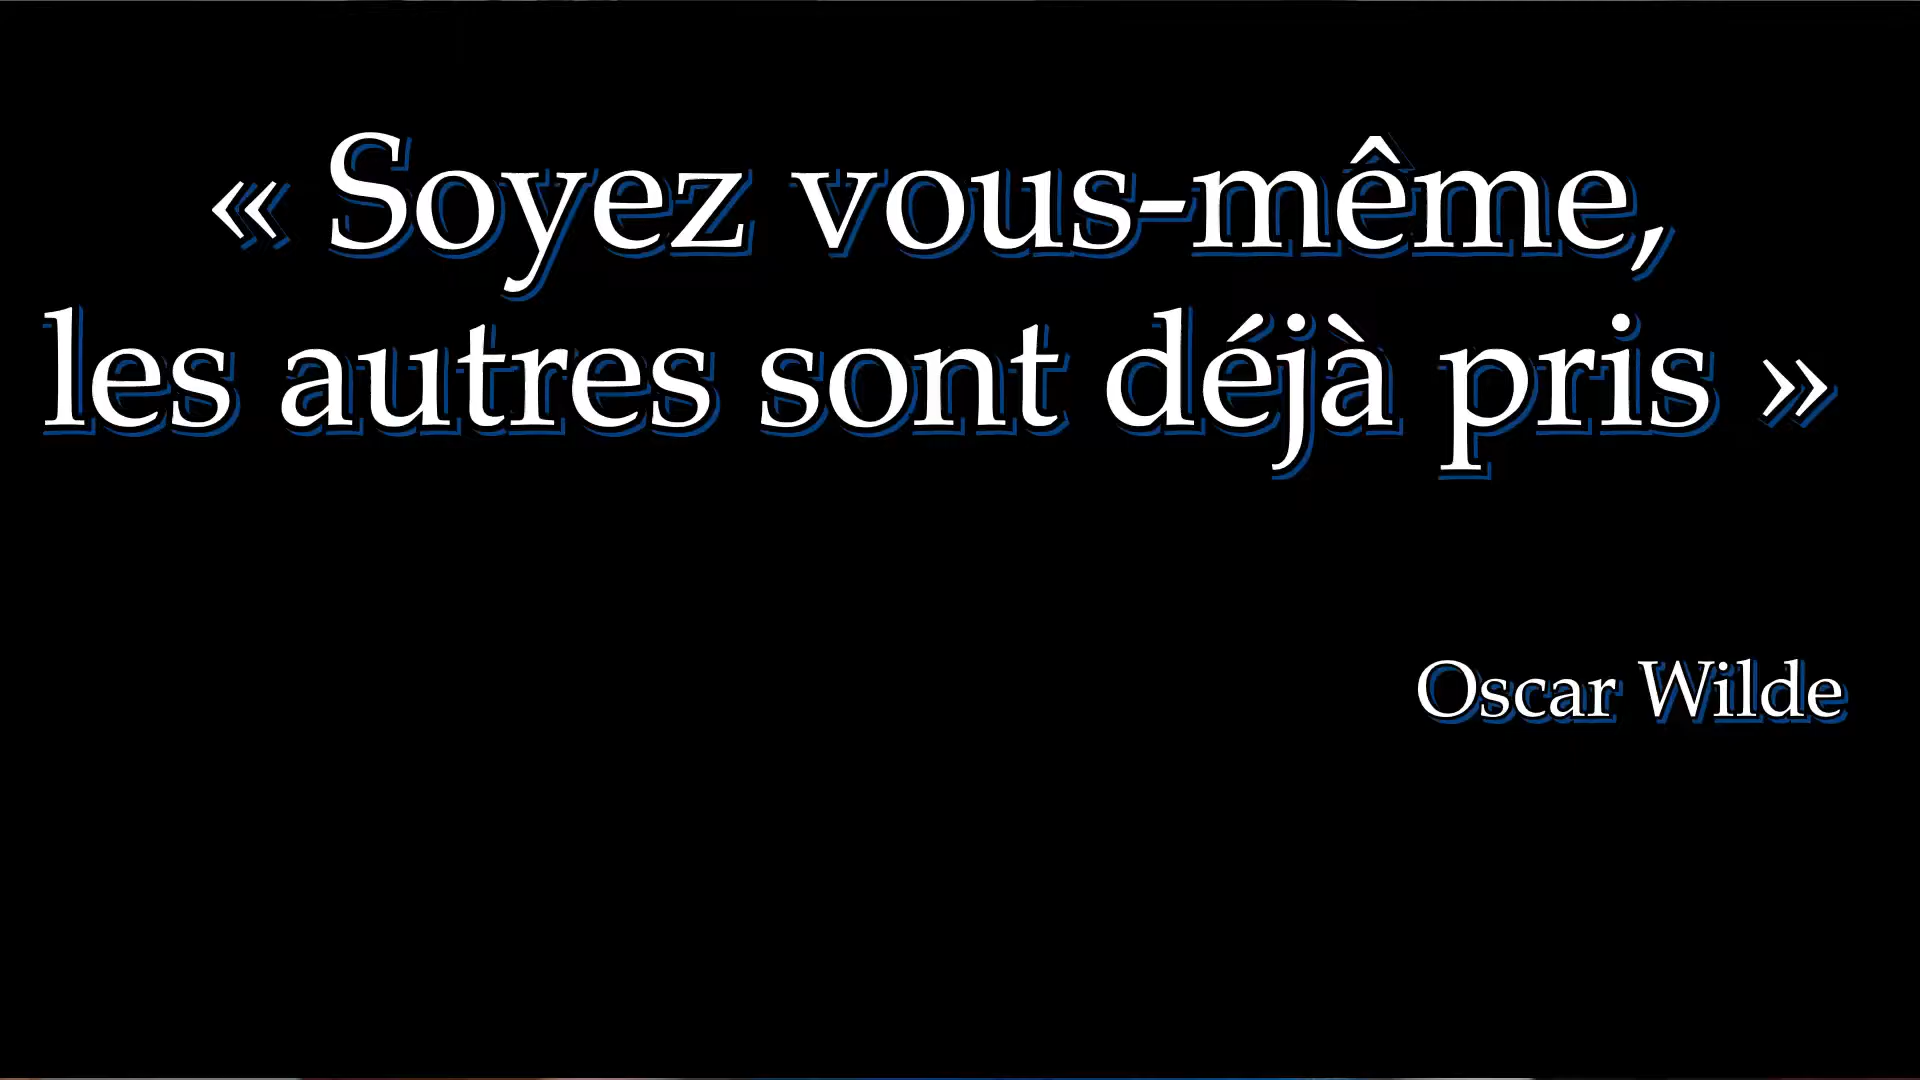 « Soyez vous-même,
les autres sont déjà pris »
Oscar Wilde